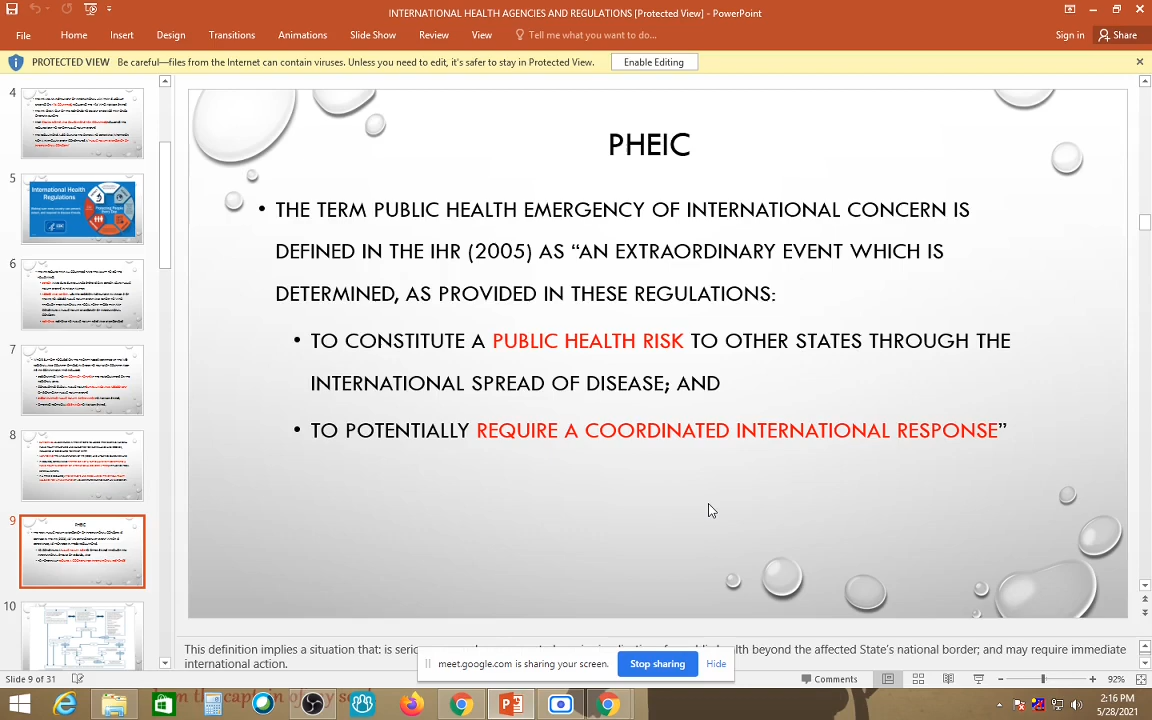 INTERNATIONAL HEALTH AGENCIES AND REGULATIONS [Protected View] - PowerPoint
File Home Insert Design Transitions Animations Slide Show Review View Tell me what you want to do... Sign in Share
PROTECTED VIEW Be careful—files from the Internet can contain viruses. Unless you need to edit, it's safer to stay in Protected View. Enable Editing
4
5
International Health
Regulations
6
7
8
9
10
PHEIC
• THE TERM PUBLIC HEALTH EMERGENCY OF INTERNATIONAL CONCERN IS
DEFINED IN THE IHR (2005) AS “AN EXTRAORDINARY EVENT WHICH IS
DETERMINED, AS PROVIDED IN THESE REGULATIONS:
• TO CONSTITUTE A PUBLIC HEALTH RISK TO OTHER STATES THROUGH THE
INTERNATIONAL SPREAD OF DISEASE; AND
• TO POTENTIALLY REQUIRE A COORDINATED INTERNATIONAL RESPONSE”
This definition implies a situation that: is health beyond the affected State's national border; and may require immediate
international action.
meet.google.com is sharing your screen. Stop sharing Hide
Slide 9 of 31 Comments 92%
2:16 PM
5/28/2021